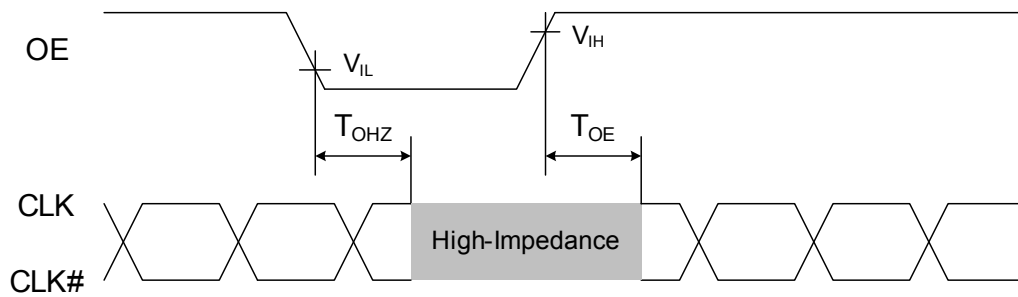 OE
V_IL
V_IH
T_OHZ
T_OE
CLK
High-Impedance
CLK#